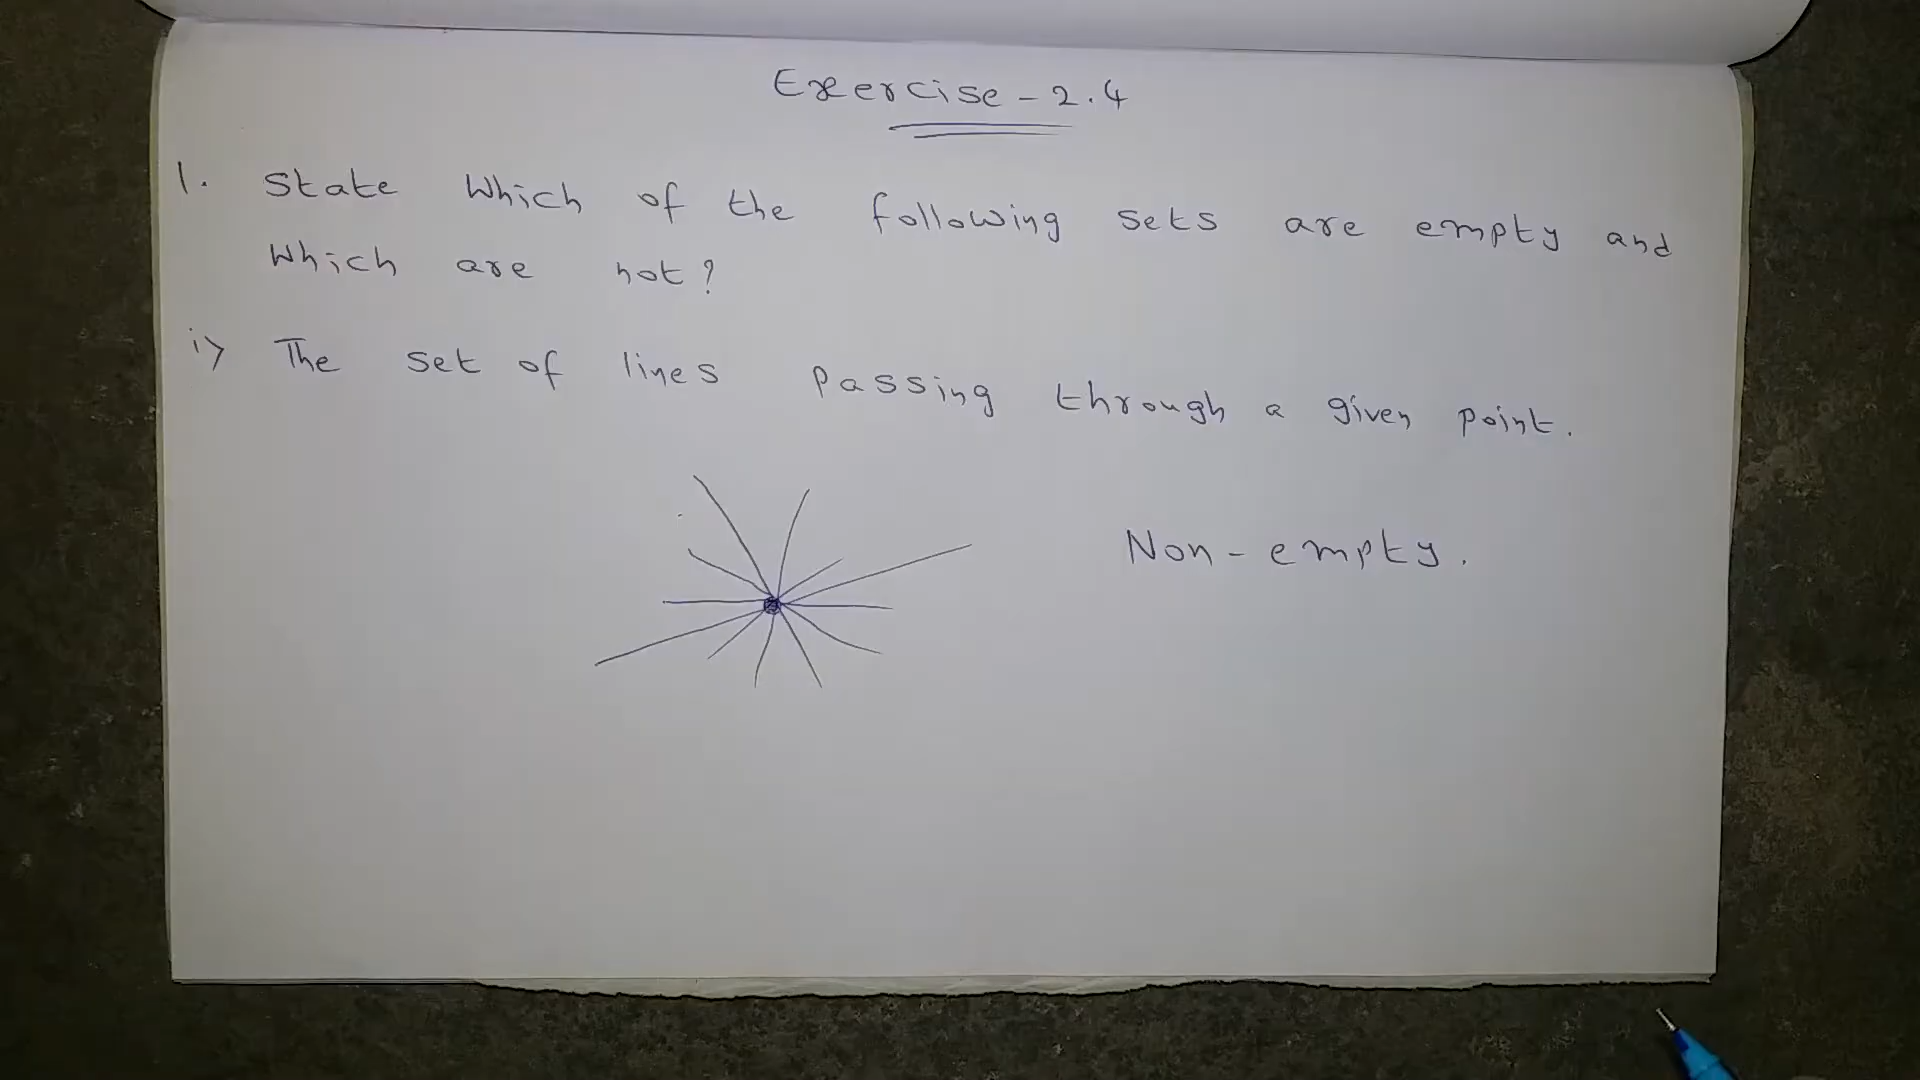 Exercise - 2.4
1. State Which of the following sets are empty and
Which are not?
i> The set of lines passing through a given point.
Non-empty.